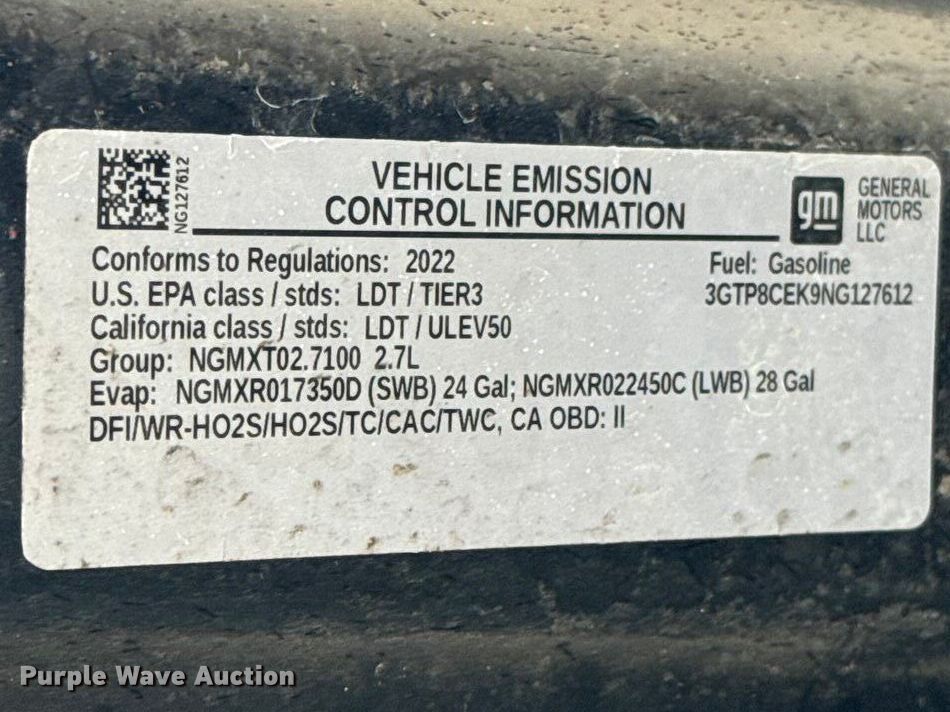 NG127612
VEHICLE EMISSION
CONTROL INFORMATION
gm
GENERAL
MOTORS
LLC
Conforms to Regulations: 2022
Fuel: Gasoline
U.S. EPA class / stds: LDT / TIER3
3GTP8CEK9NG127612
California class / stds: LDT / ULEV50
Group: NGMXT02.7100 2.7L
Evap: NGMXR017350D (SWB) 24 Gal; NGMXR022450C (LWB) 28 Gal
DFI/WR-HO2S/HO2S/TC/CAC/TWC, CA OBD: II
Purple Wave Auction